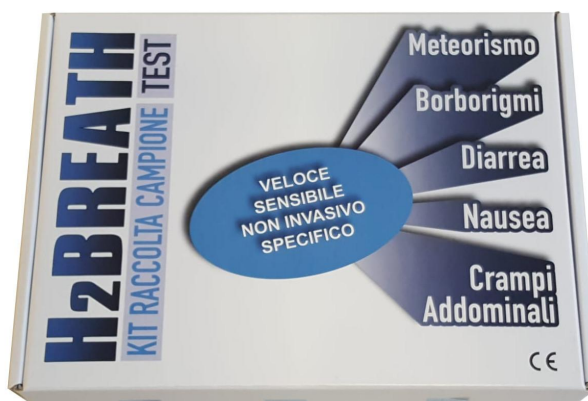 H2BREATH
KIT RACCOLTA CAMPIONE TEST
VELOCE
SENSIBILE
NON INVASIVO
SPECIFICO
Meteorismo
Borborigmi
Diarrea
Nausea
Crampi
Addominali
CE